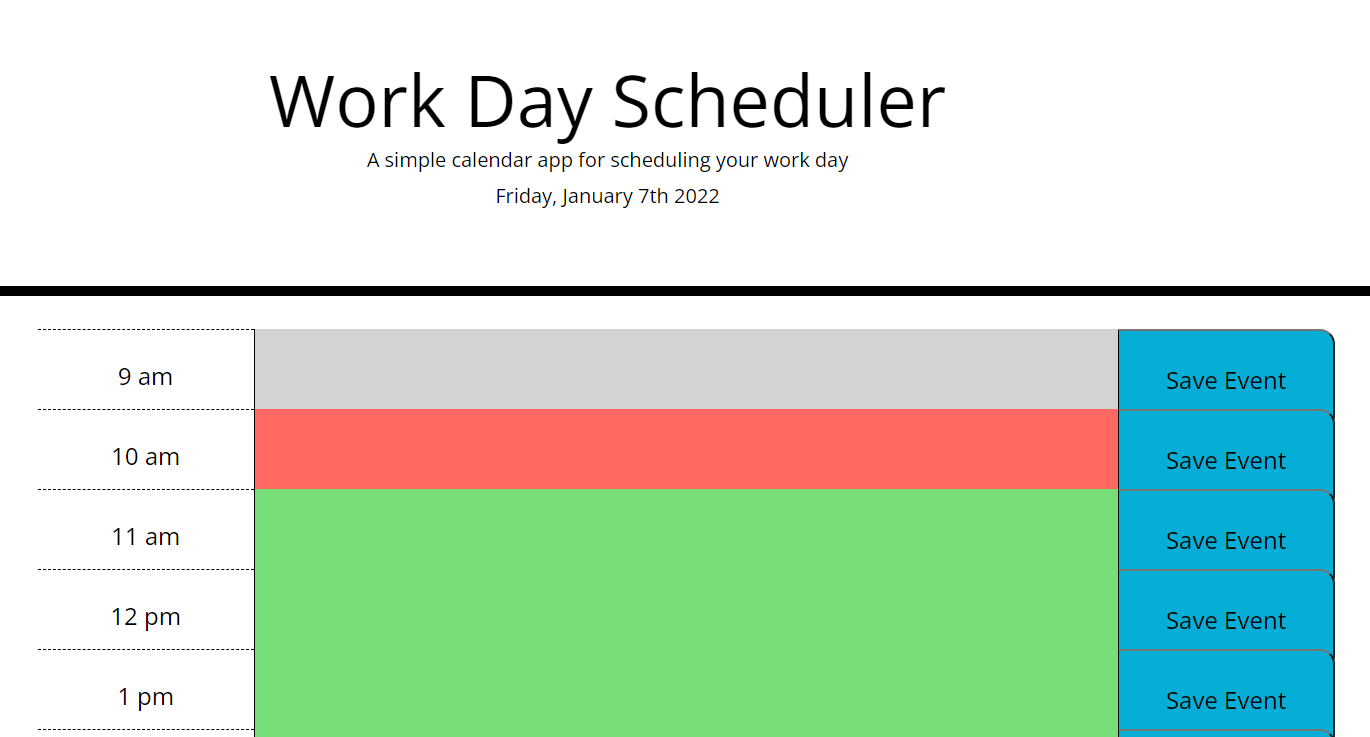 Work Day Scheduler
A simple calendar app for scheduling your work day
Friday, January 7th 2022
9 am
Save Event
10 am
Save Event
11 am
Save Event
12 pm
Save Event
1 pm
Save Event